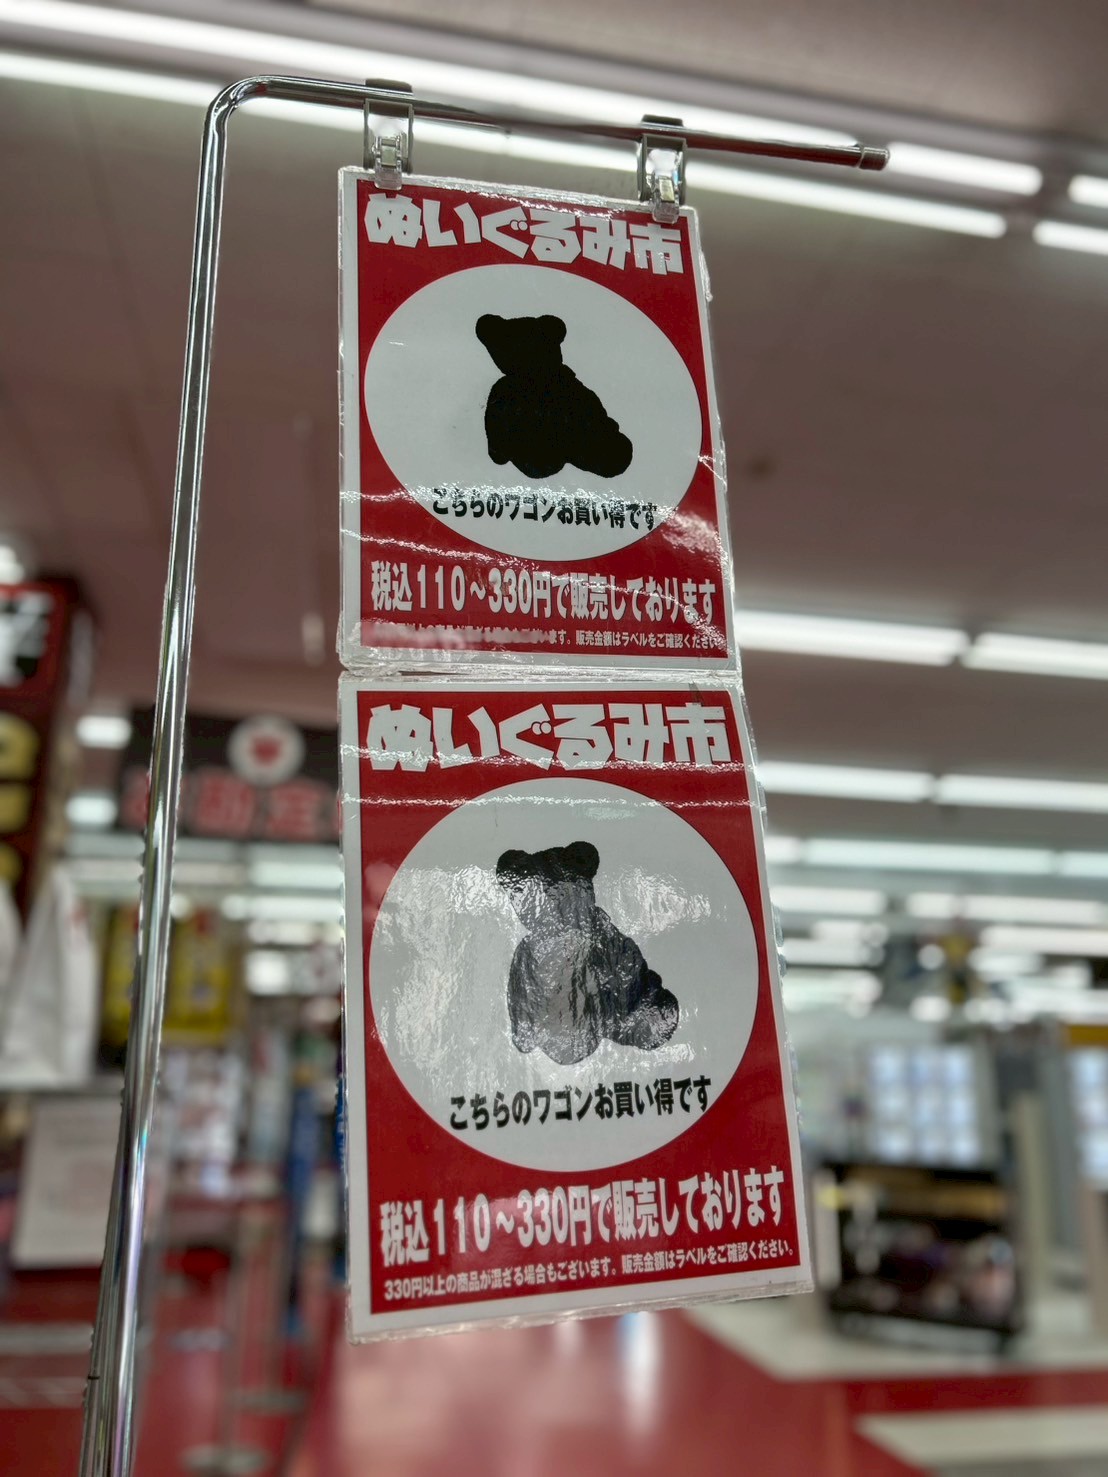 ぬいぐるみ市
こちらのワゴンお買い得です
税込110～330円で販売しております
す。販売金額はラベルをご確認ください
ぬいぐるみ市
こちらのワゴンお買い得です
税込110～330円で販売しております
330円以上の商品が混ざる場合もございます。販売金額はラベルをご確認ください。